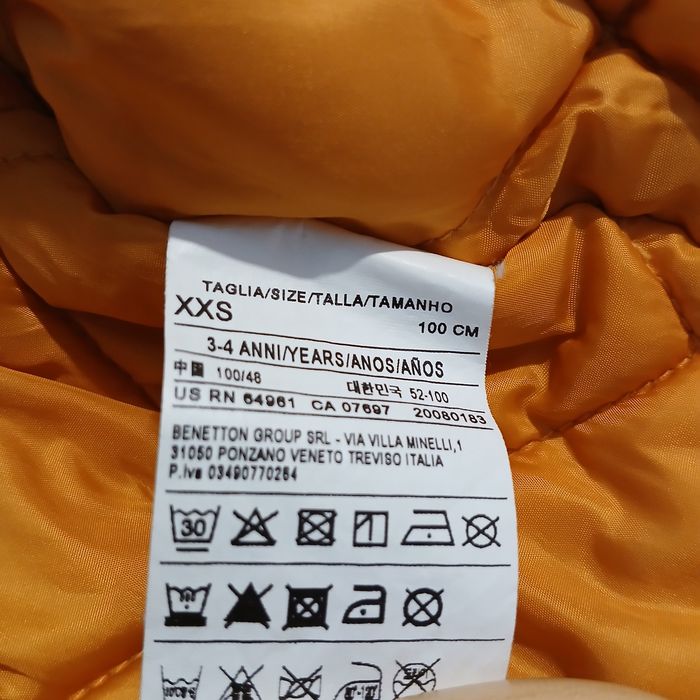 TAGLIA/SIZE/TALLA/TAMANHO
XXS 100 CM
3-4 ANNI/YEARS/ANOS/AÑOS
中国 100/48 대한민국 52-100
US RN 64961 CA 07697 20080183
BENETTON GROUP SRL - VIA VILLA MINELLI,1
31050 PONZANO VENETO TREVISO ITALIA
P.Iva 03490770264
30